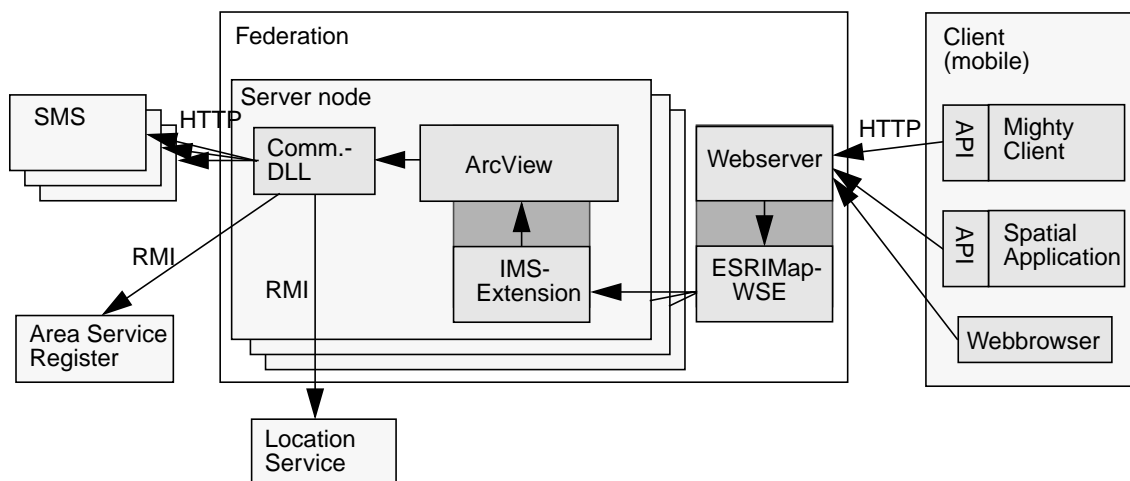 Federation
Server node
SMS
HTTP
Comm.-
DLL
ArcView
IMS-
Extension
Webserver
ESRIMap-
WSE
HTTP
Client
(mobile)
API
Mighty
Client
API
Spatial
Application
Webbrowser
RMI
RMI
Area Service
Register
Location
Service